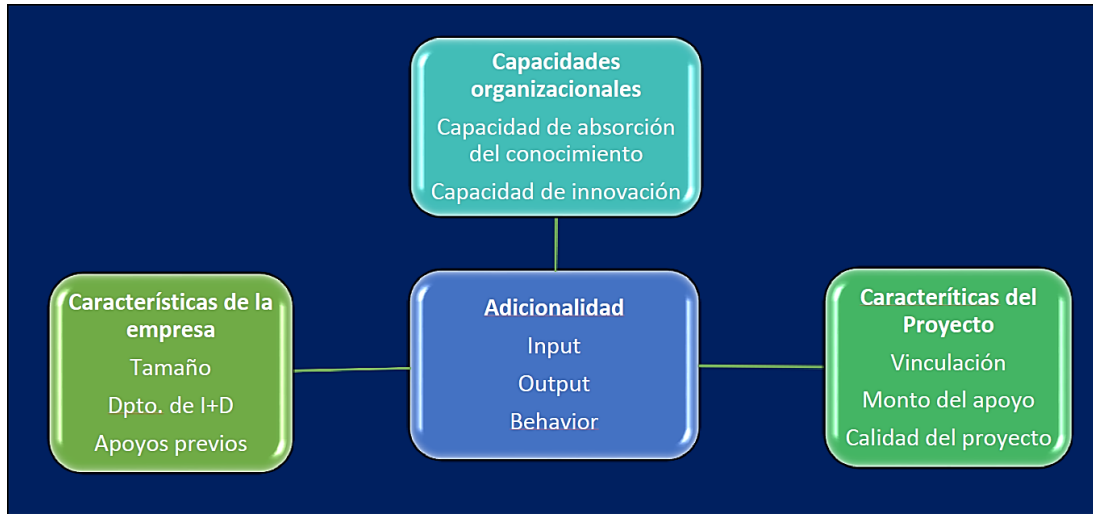 Capacidades
organizacionales
Capacidad de absorción
del conocimiento
Capacidad de innovación
Características de la
empresa
Tamaño
Dpto. de I+D
Apoyos previos
Adicionalidad
Input
Output
Behavior
Caraeríticas del
Proyecto
Vinculación
Monto del apoyo
Calidad del proyecto